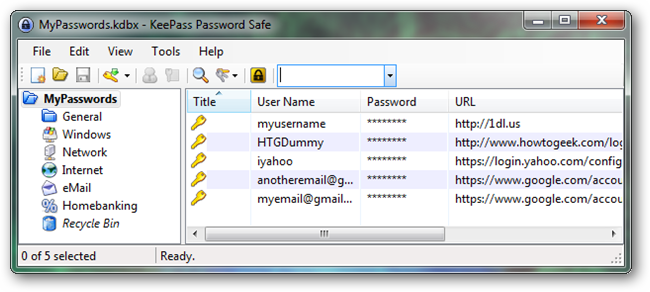 MyPasswords.kdbx - KeePass Password Safe
File Edit View Tools Help
MyPasswords
General
Windows
Network
Internet
eMail
Homebanking
Recycle Bin
Title User Name Password URL
myusername ******** http://1dl.us
HTGDummy ******** http://www.howtogeek.com/log
iyahoo ******** https://login.yahoo.com/config
anotheremail@g... ******** https://www.google.com/accou
myemail@gmail... ******** https://www.google.com/accou
0 of 5 selected Ready.